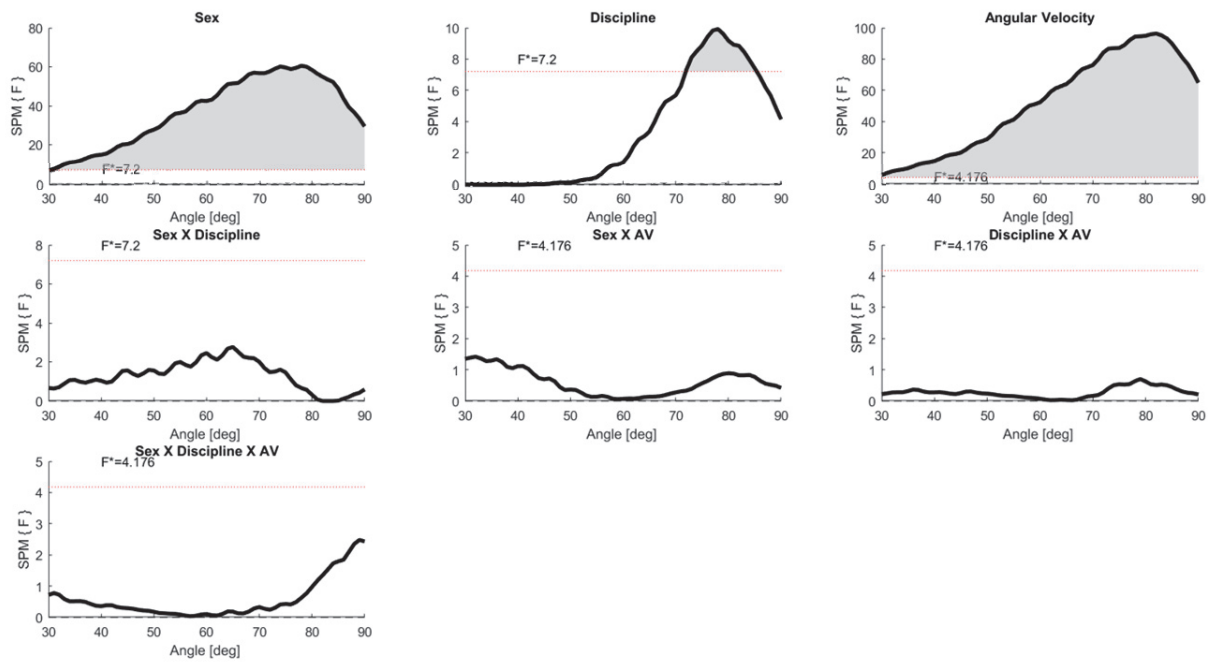 Sex
SPM { F }
80
60
40
20
0
F*=7.2
30 40 50 60 70 80 90
Angle [deg]
Discipline
SPM { F }
10
8
6
4
2
0
F*=7.2
30 40 50 60 70 80 90
Angle [deg]
Angular Velocity
SPM { F }
100
80
60
40
20
0
F*=4.176
30 40 50 60 70 80 90
Angle [deg]
Sex X Discipline
SPM { F }
8
6
4
2
0
F*=7.2
30 40 50 60 70 80 90
Angle [deg]
Sex X AV
SPM { F }
5
4
3
2
1
0
F*=4.176
30 40 50 60 70 80 90
Angle [deg]
Discipline X AV
SPM { F }
5
4
3
2
1
0
F*=4.176
30 40 50 60 70 80 90
Angle [deg]
Sex X Discipline X AV
SPM { F }
5
4
3
2
1
0
F*=4.176
30 40 50 60 70 80 90
Angle [deg]